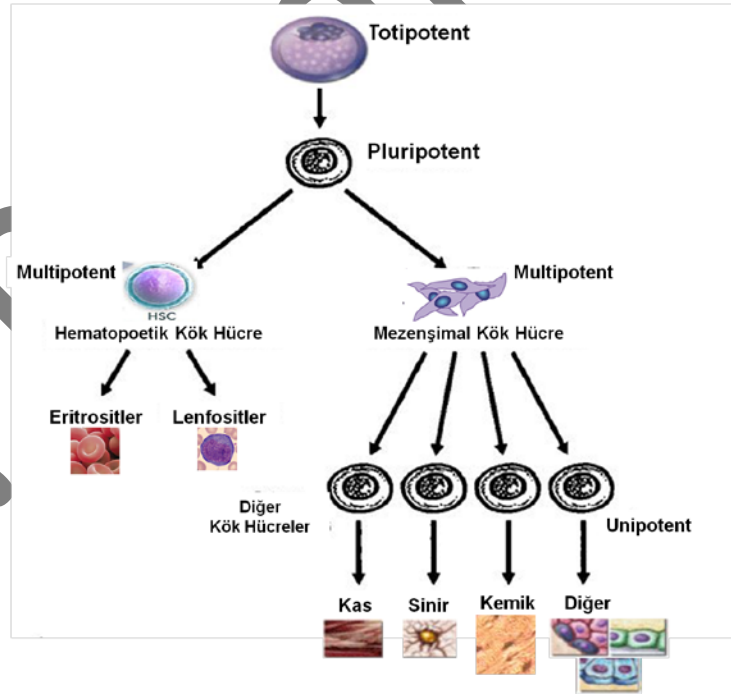 Totipotent
Pluripotent
Multipotent
Multipotent
HSC
Hematopoetik Kök Hücre
Mezenşimal Kök Hücre
Eritrositler
Lenfositler
Diğer
Kök Hücreler
Unipotent
Kas
Sinir
Kemik
Diğer